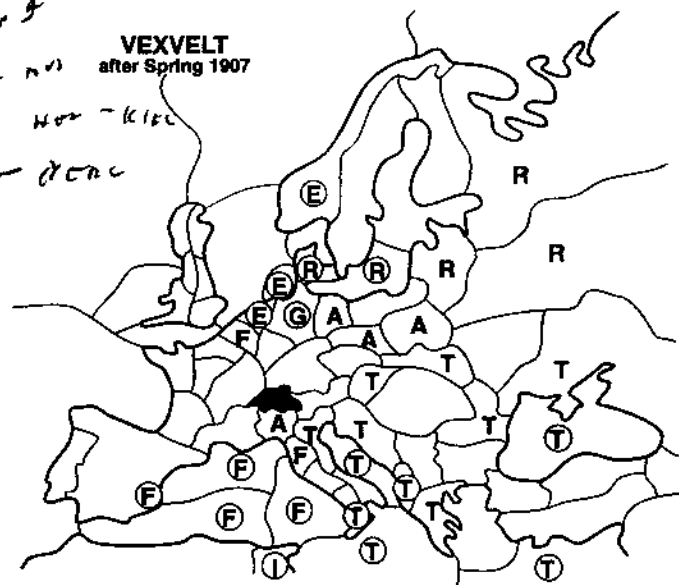 VEXVELT
after Spring 1907
R
E
R
R R R
E
E G A A
F A
T
T T
A T T T T
F F T
F T
F F T T
T
I T